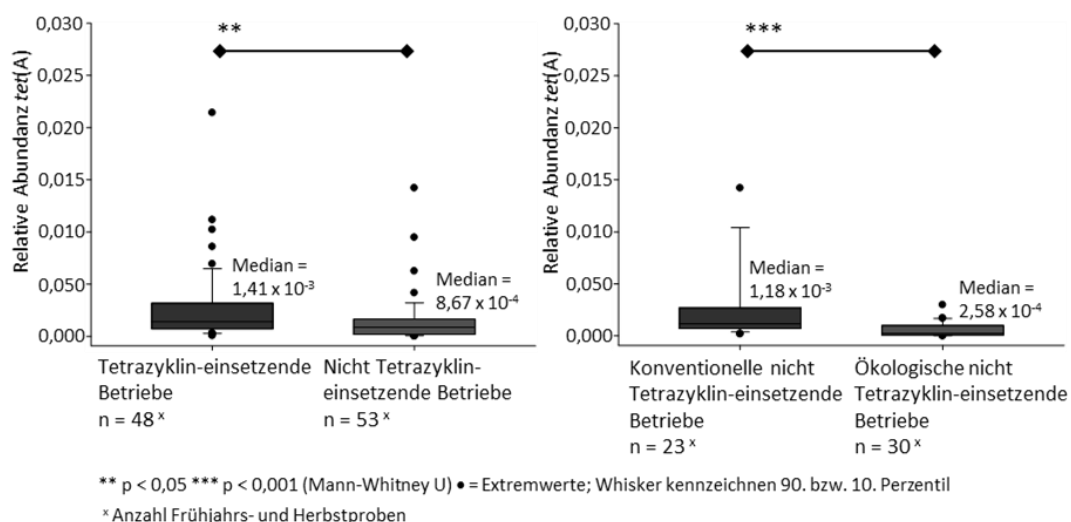 0,030
0,025
0,020
0,015
0,010
0,050
0,000
Relative Abundanz tet(A)
**
Median =
1,41 x 10⁻³
Median =
8,67 x 10⁻⁴
Tetrazyklin-einsetzende
Betriebe
n = 48 ˣ
Nicht Tetrazyklin-
einsetzende Betriebe
n = 53 ˣ
0,030
0,025
0,020
0,015
0,010
0,050
0,000
Relative Abundanz tet(A)
***
Median =
1,18 x 10⁻³
Median =
2,58 x 10⁻⁴
Konventionelle nicht
Tetrazyklin-einsetzende
Betriebe
n = 23 ˣ
Ökologische nicht
Tetrazyklin-einsetzende
Betriebe
n = 30 ˣ
** p < 0,05 *** p < 0,001 (Mann-Whitney U) ● = Extremwerte; Whisker kennzeichnen 90. bzw. 10. Perzentil
ˣ Anzahl Frühjahrs- und Herbstproben